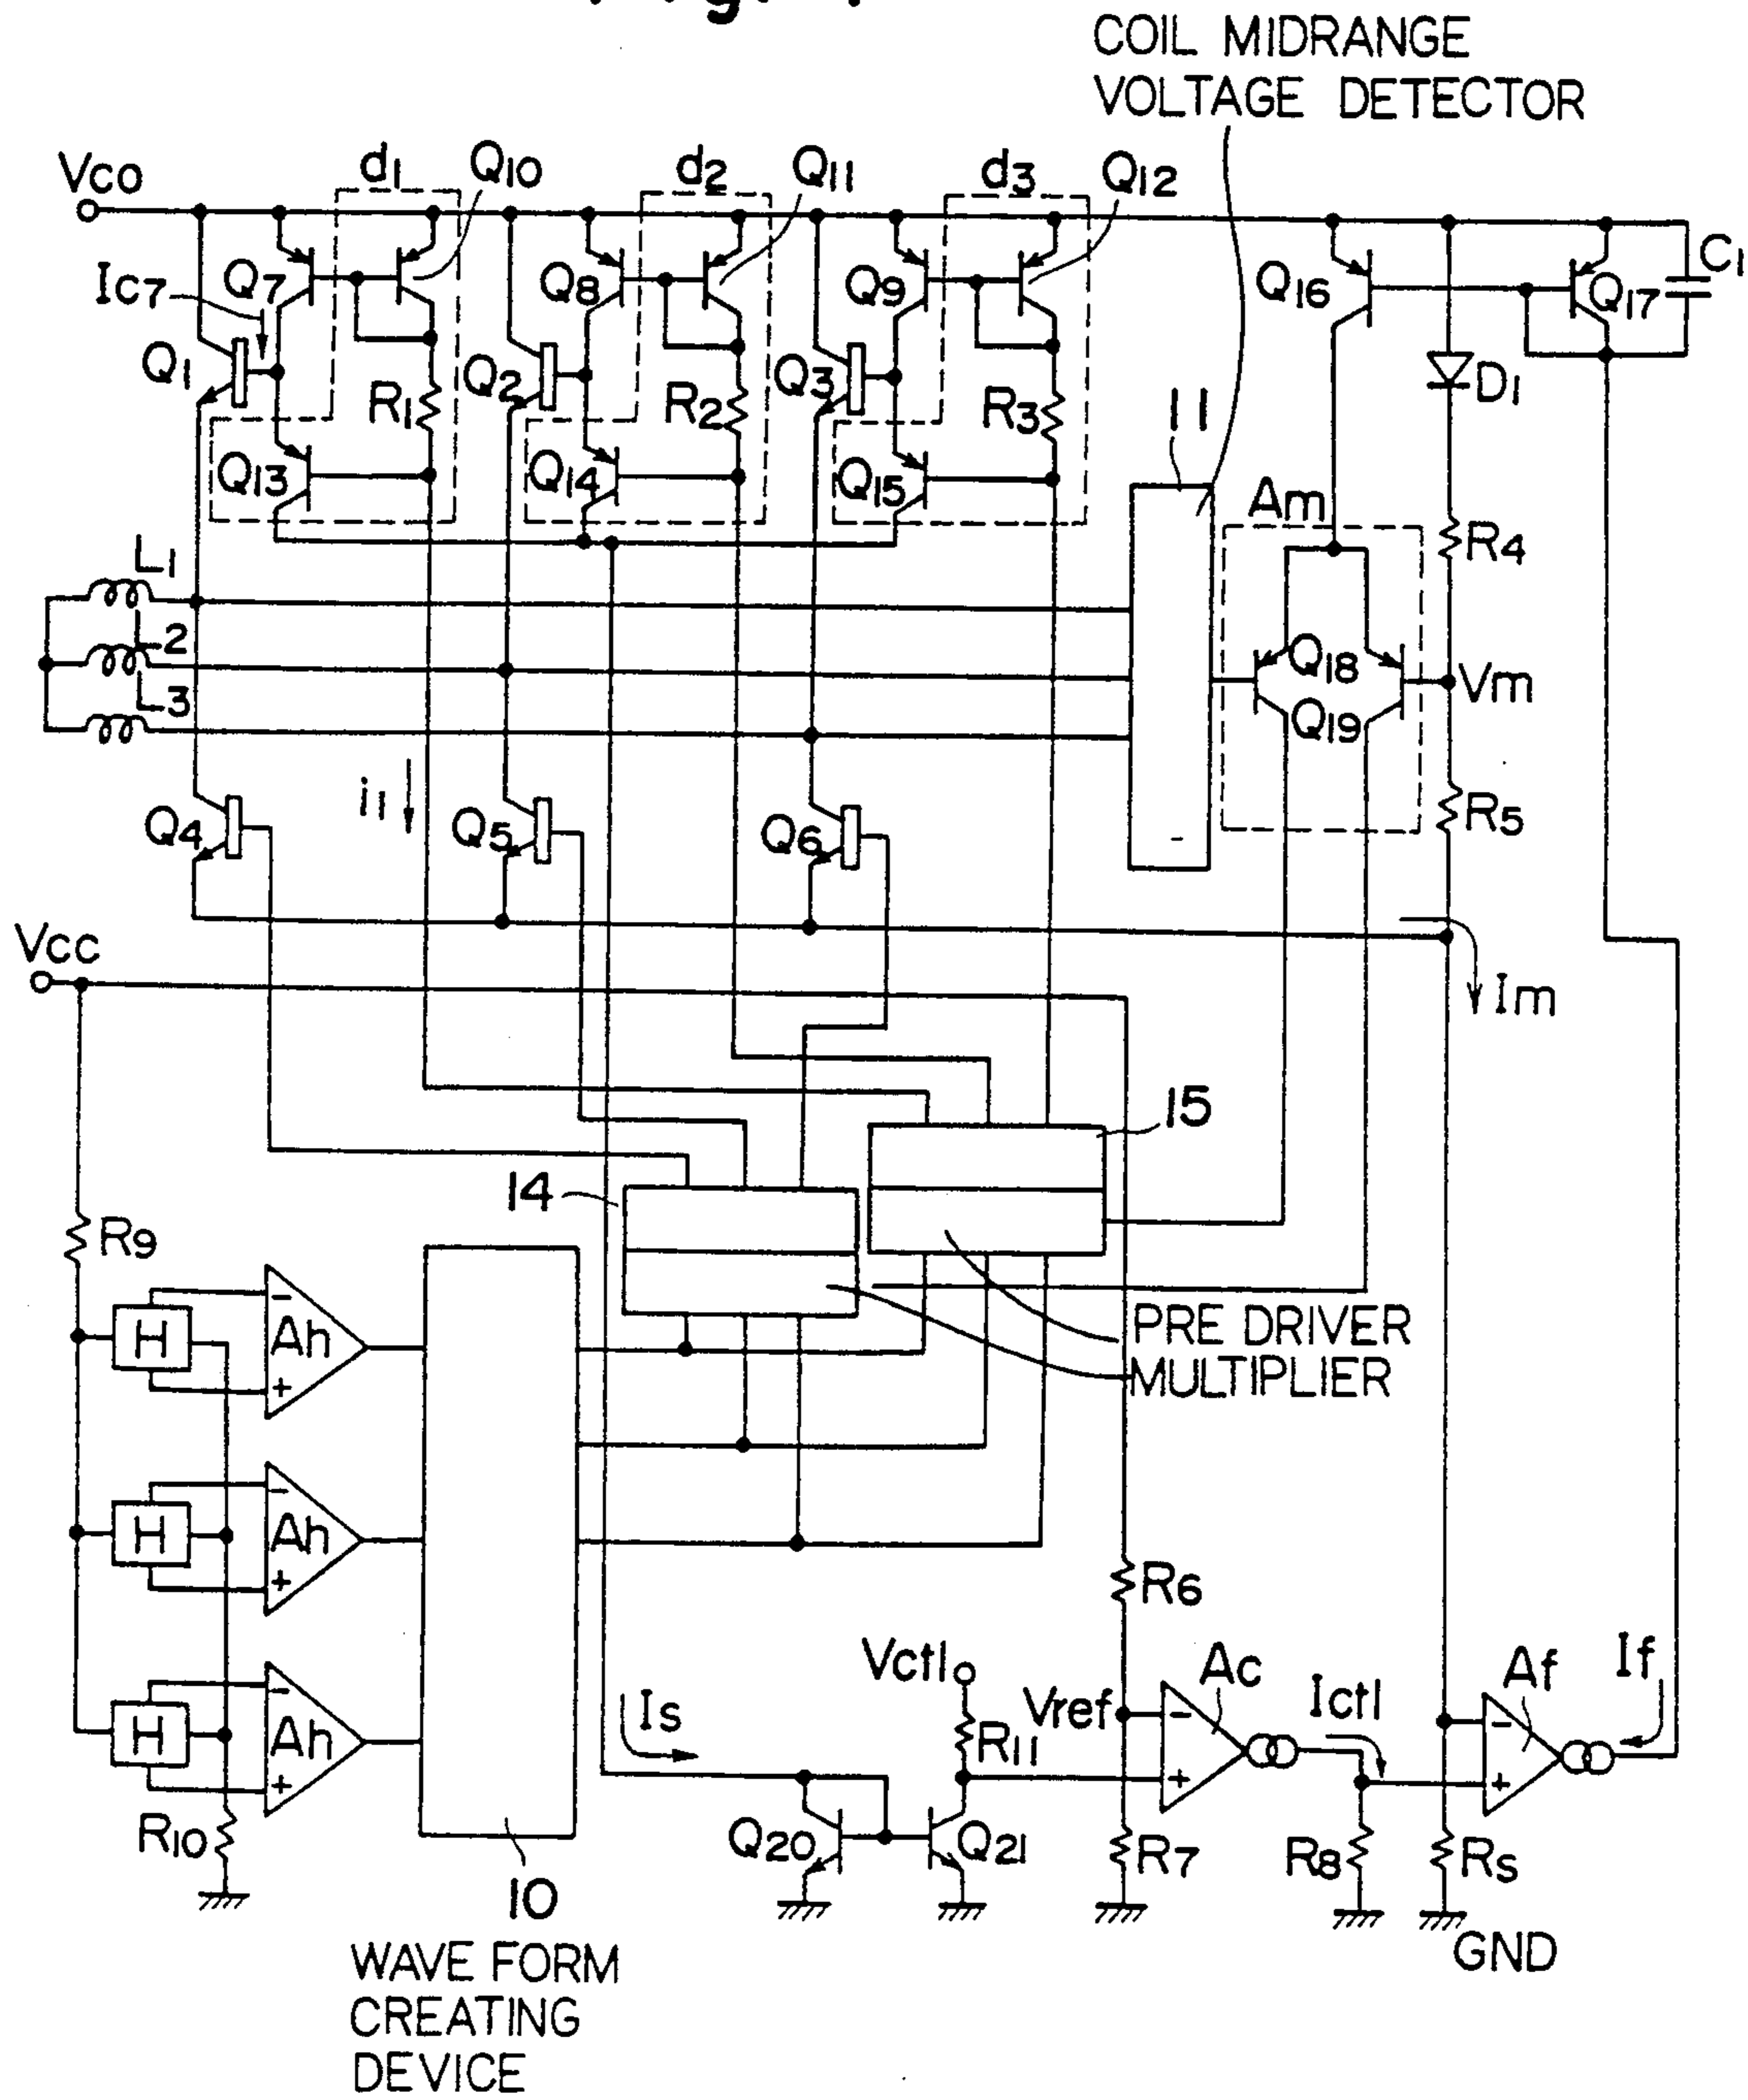 COIL MIDRANGE
VOLTAGE DETECTOR
Vco
d1
Q10
d2
Q11
d3
Q12
Ic7
Q7
Q8
Q9
Q16
Q17
C1
Q1
Q2
Q3
R1
R2
R3
D1
11
Q13
Q14
Q15
Am
R4
L1
L2
L3
Q18
Vm
Q19
i1
Q4
Q5
Q6
R5
Vcc
Im
15
14
R9
H
Ah
-
+
PRE DRIVER
MULTIPLIER
H
Ah
-
+
R6
H
Ah
-
+
Is
Vctl
R11
Vref
Ac
-
+
Ictl
Af
-
+
If
R10
Q20
Q21
R7
R8
Rs
10
GND
WAVE FORM
CREATING
DEVICE